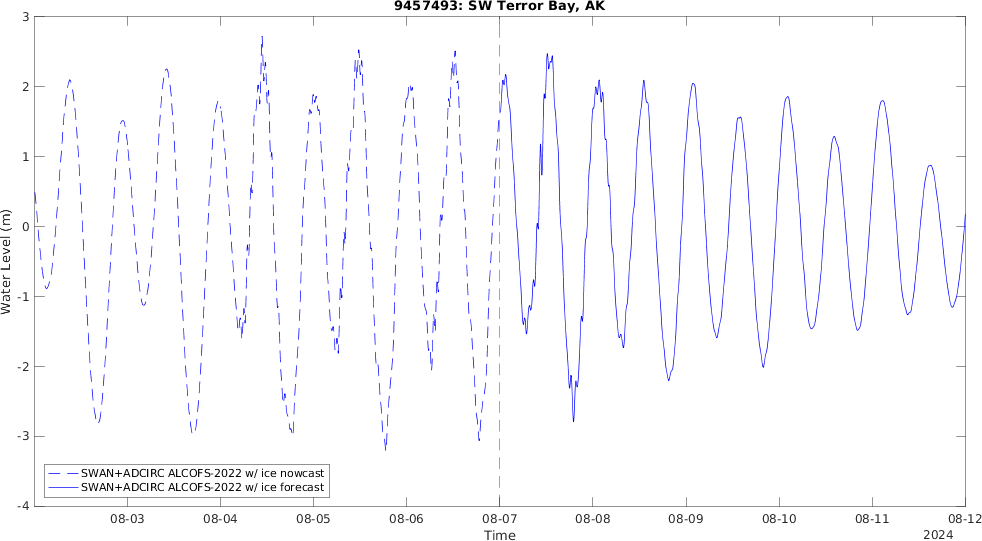 9457493: SW Terror Bay, AK
3
2
1
0
-1
-2
-3
-4
Water Level (m)
SWAN+ADCIRC ALCOFS-2022 w/ ice nowcast
SWAN+ADCIRC ALCOFS-2022 w/ ice forecast
08-03 08-04 08-05 08-06 08-07 08-08 08-09 08-10 08-11 08-12
Time
2024